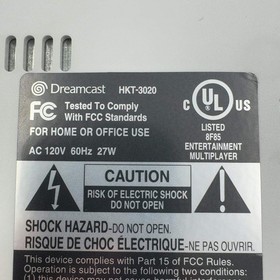 Dreamcast HKT-3020
FC Tested To Comply
With FCC Standards
FOR HOME OR OFFICE USE
AC 120V 60Hz 27W
C UL US
LISTED
8F85
ENTERTAINMENT
MULTIPLAYER
CAUTION
RISK OF ELECTRIC SHOCK
DO NOT OPEN
SHOCK HAZARD-DO NOT OPEN.
RISQUE DE CHOC ÉLECTRIQUE-NE PAS OUVRIR.
This device complies with Part 15 of FCC Rules.
Operation is subject to the following two conditions: